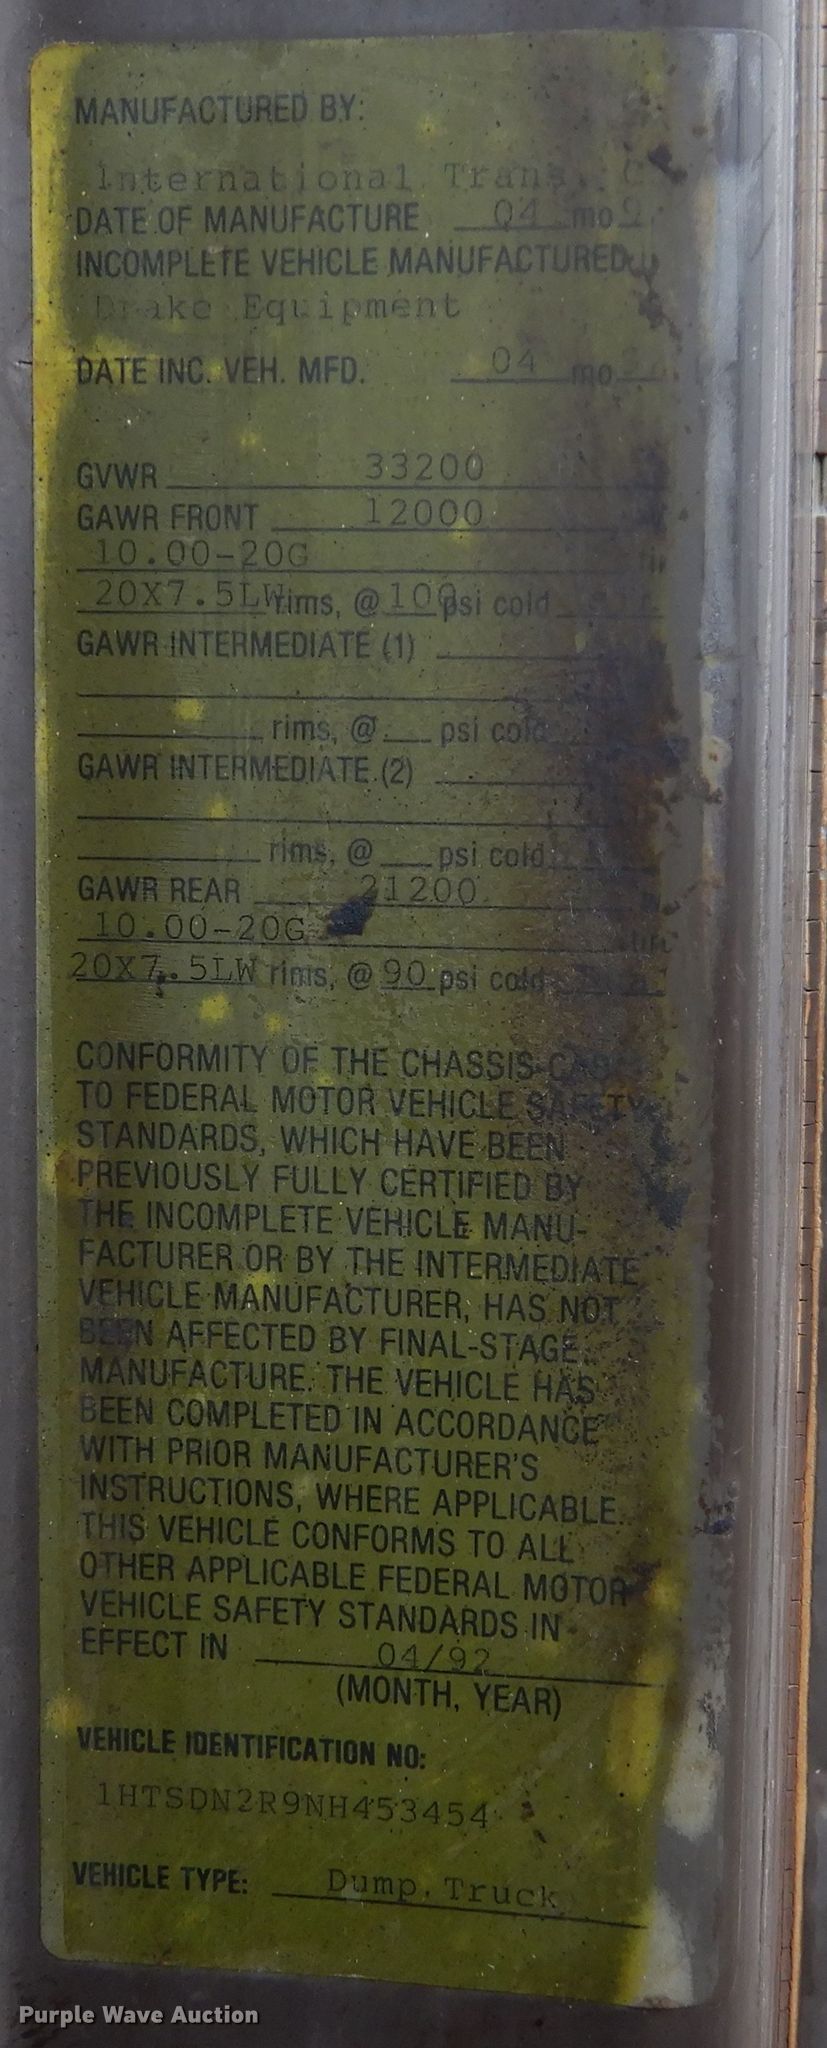 MANUFACTURED BY:
International Trans.
DATE OF MANUFACTURE 04 mo
INCOMPLETE VEHICLE MANUFACTURED
Drake Equipment
DATE INC. VEH. MFD. 04 mo
GVWR 33200
GAWR FRONT 12000
10.00-20G
20X7.5LW rims, @ 100 psi cold
GAWR INTERMEDIATE (1)
rims, @ psi cold
GAWR INTERMEDIATE (2)
rims, @ psi cold
GAWR REAR 21200
10.00-20G
20X7.5LW rims, @ 90 psi cold
CONFORMITY OF THE CHASSIS-CAB
TO FEDERAL MOTOR VEHICLE SAFETY
STANDARDS, WHICH HAVE BEEN
PREVIOUSLY FULLY CERTIFIED BY
THE INCOMPLETE VEHICLE MANU-
FACTURER OR BY THE INTERMEDIATE
VEHICLE MANUFACTURER, HAS NOT
BEEN AFFECTED BY FINAL-STAGE
MANUFACTURE. THE VEHICLE HAS
BEEN COMPLETED IN ACCORDANCE
WITH PRIOR MANUFACTURER'S
INSTRUCTIONS, WHERE APPLICABLE.
THIS VEHICLE CONFORMS TO ALL
OTHER APPLICABLE FEDERAL MOTOR
VEHICLE SAFETY STANDARDS IN
EFFECT IN 04/92
(MONTH, YEAR)
VEHICLE IDENTIFICATION NO:
1HTSDN2R9NH453454
VEHICLE TYPE: Dump Truck
Purple Wave Auction